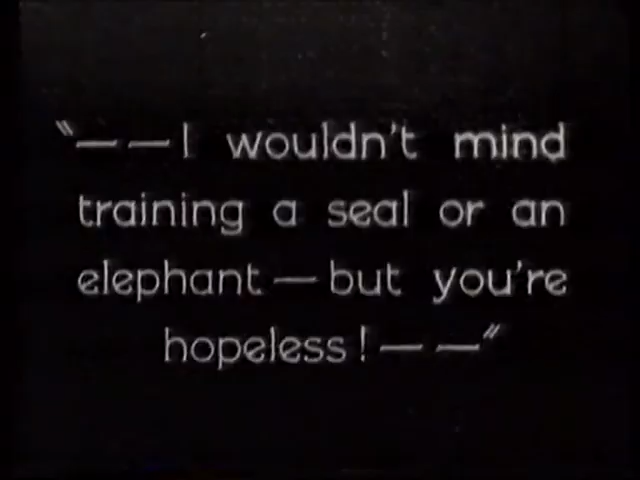 "——I wouldn't mind
training a seal or an
elephant—but you're
hopeless!——"